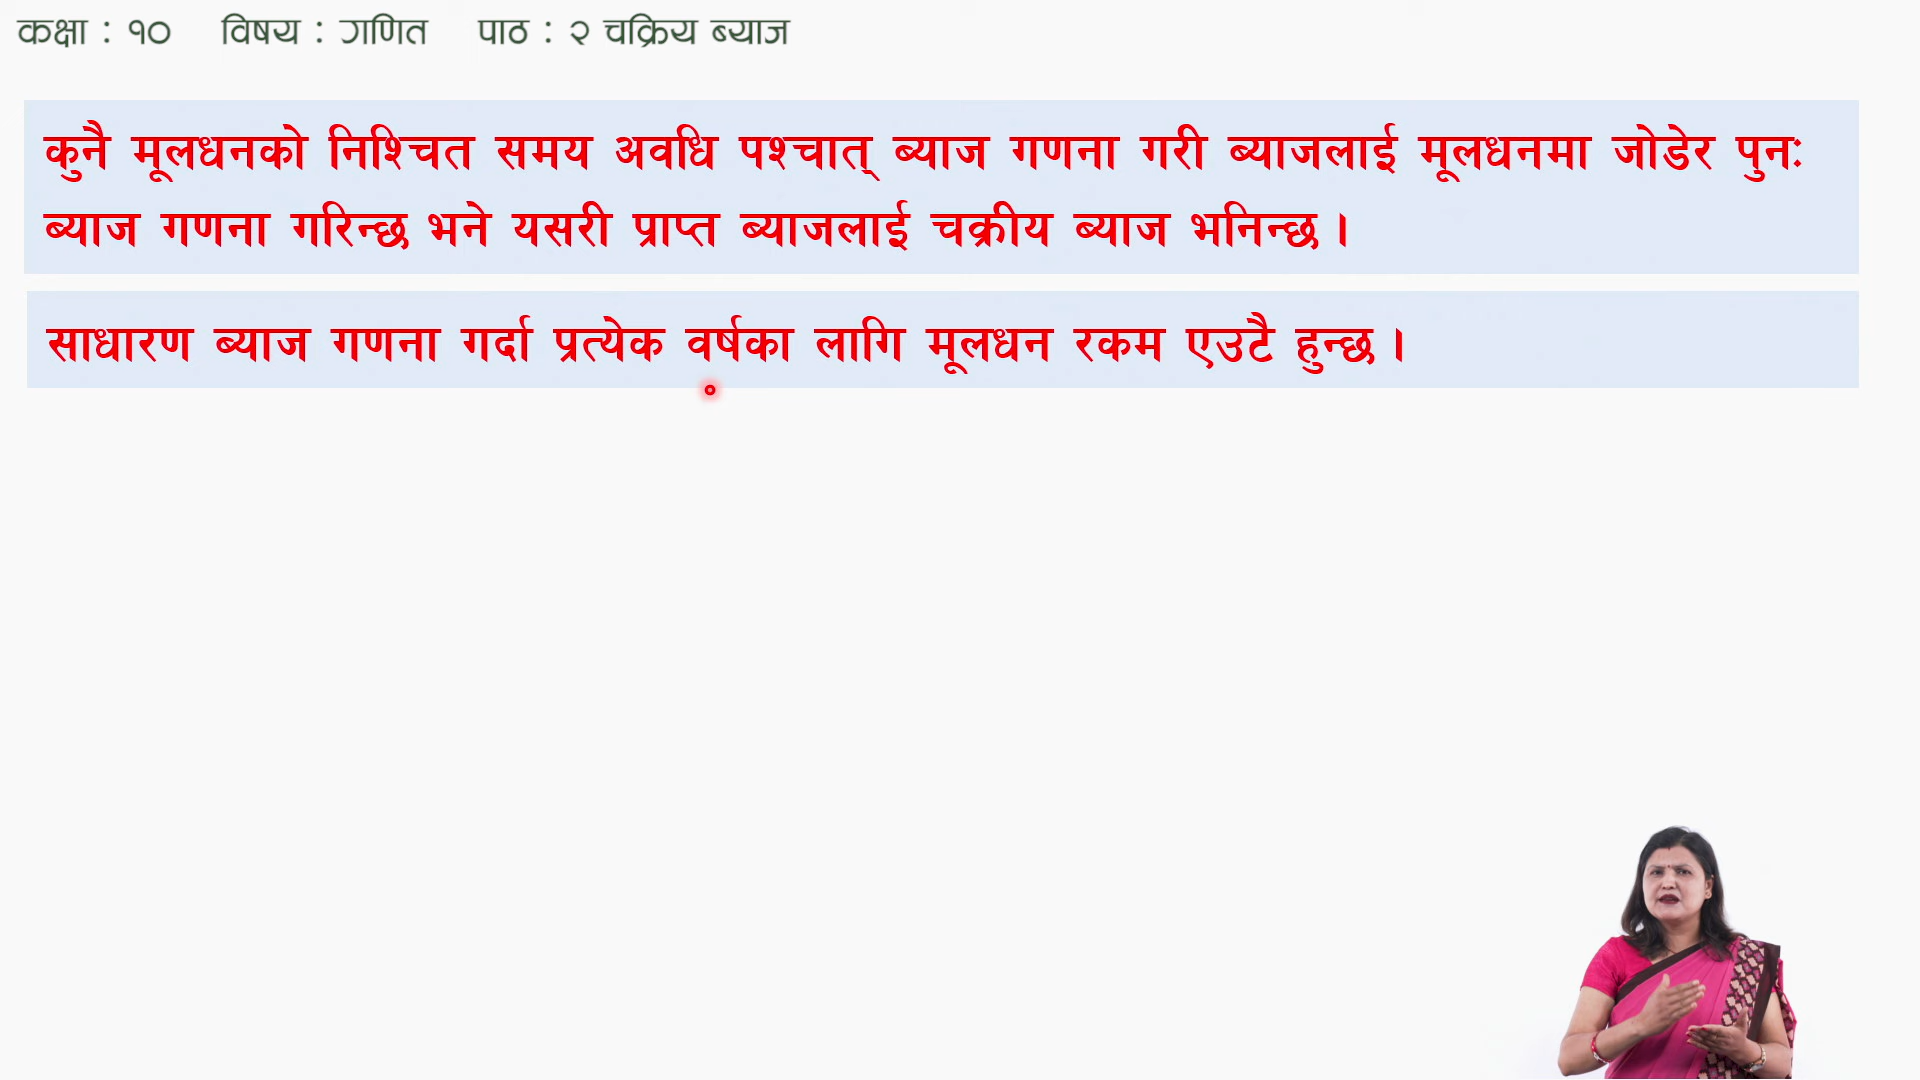 कक्षा : १० विषय : गणित पाठ : २ चक्रिय ब्याज
कुनै मूलधनको निश्चित समय अवधि पश्चात् ब्याज गणना गरी ब्याजलाई मूलधनमा जोडेर पुनः
ब्याज गणना गरिन्छ भने यसरी प्राप्त ब्याजलाई चक्रीय ब्याज भनिन्छ ।
साधारण ब्याज गणना गर्दा प्रत्येक वर्षका लागि मूलधन रकम एउटै हुन्छ ।